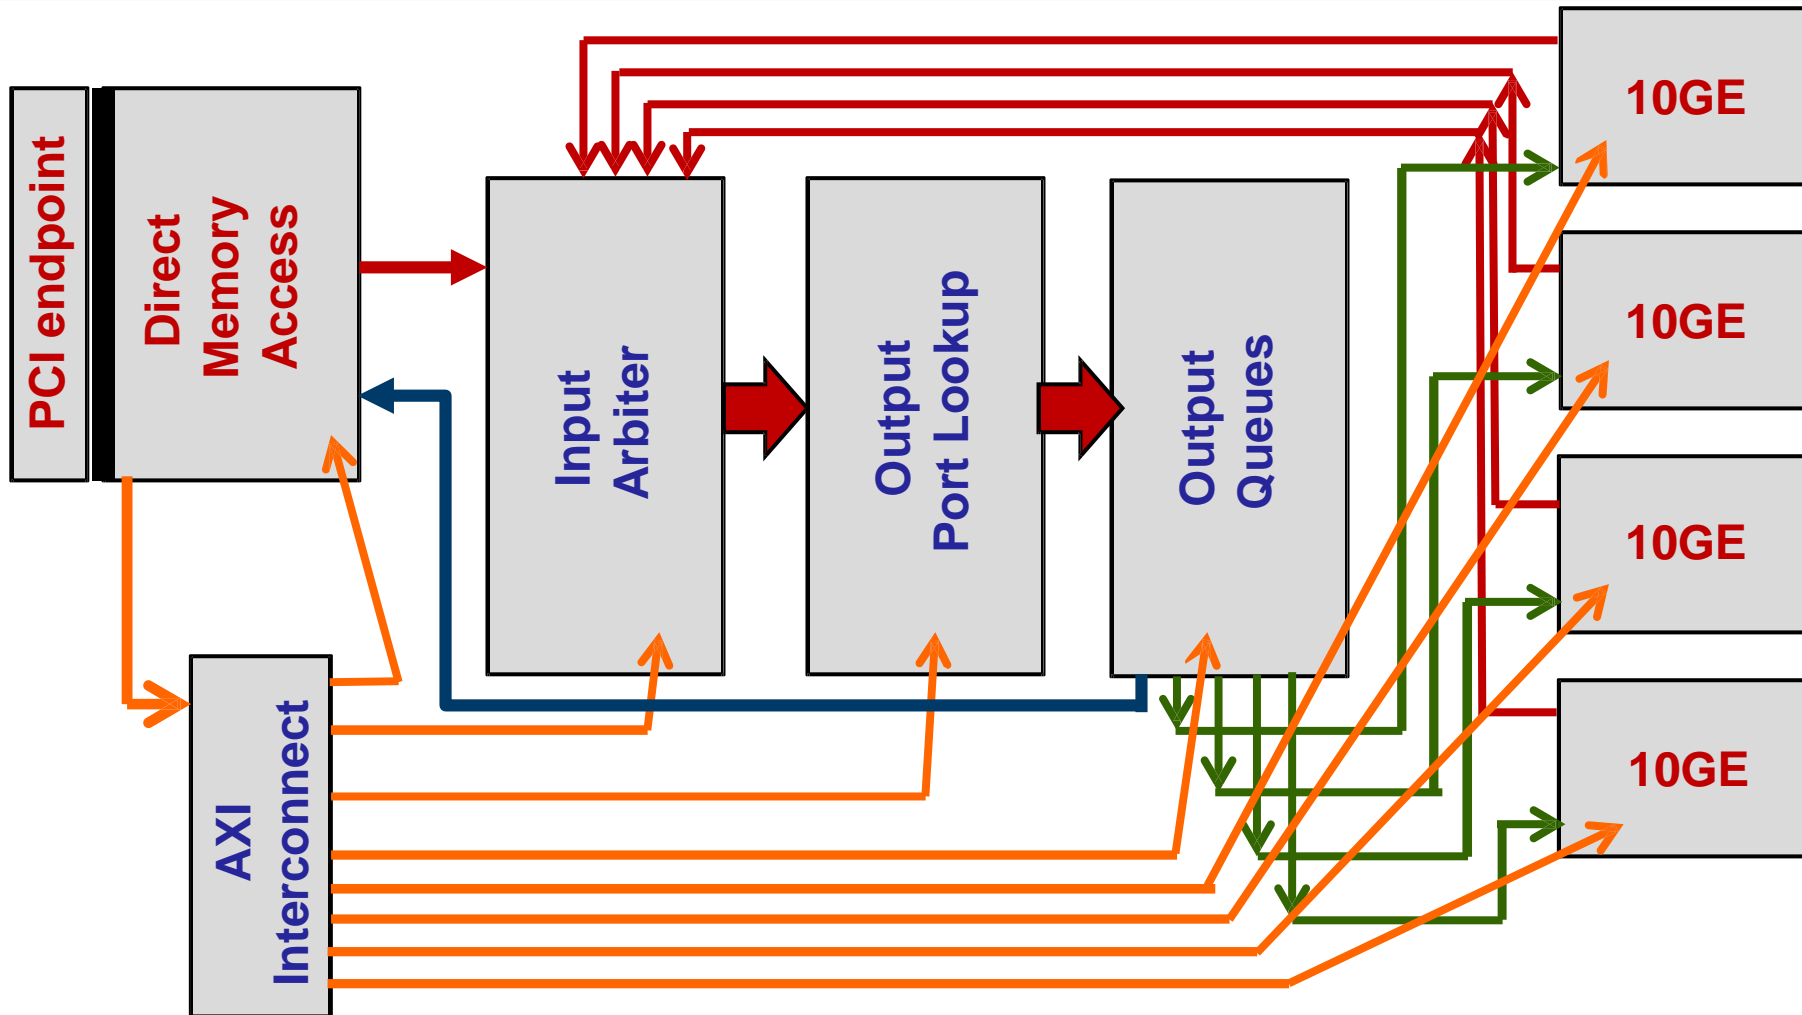 PCI endpoint
Direct
Memory
Access
Input
Arbiter
Output
Port Lookup
Output
Queues
10GE
10GE
10GE
10GE
AXI
Interconnect